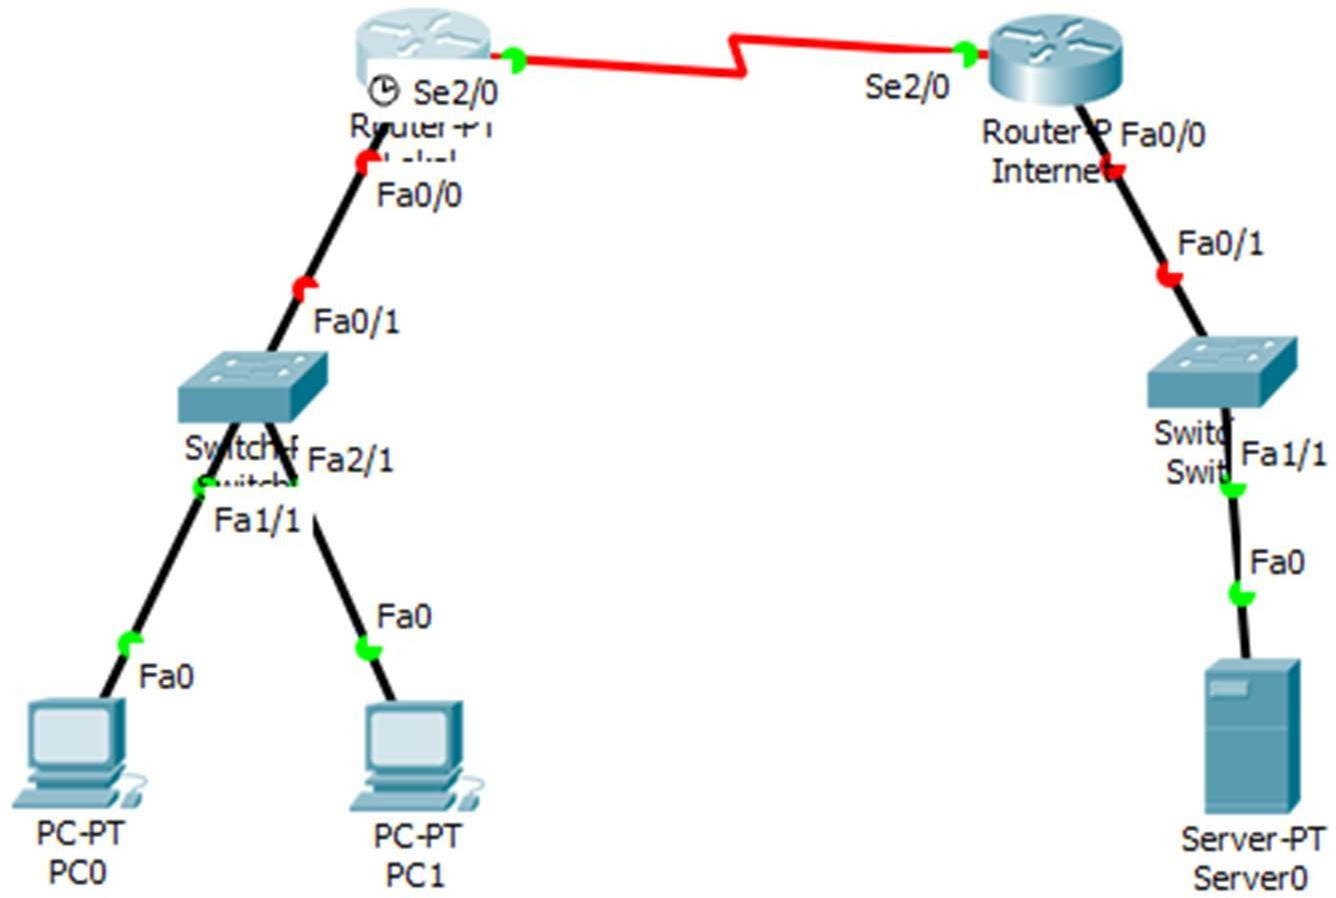 Se2/0
Se2/0
Fa0/0
Internet
Fa0/0
Fa0/1
Fa0/1
Fa2/1
Fa1/1
Fa1/1
Fa0
Fa0
Fa0
PC-PT
PC0
PC-PT
PC1
Server-PT
Server0